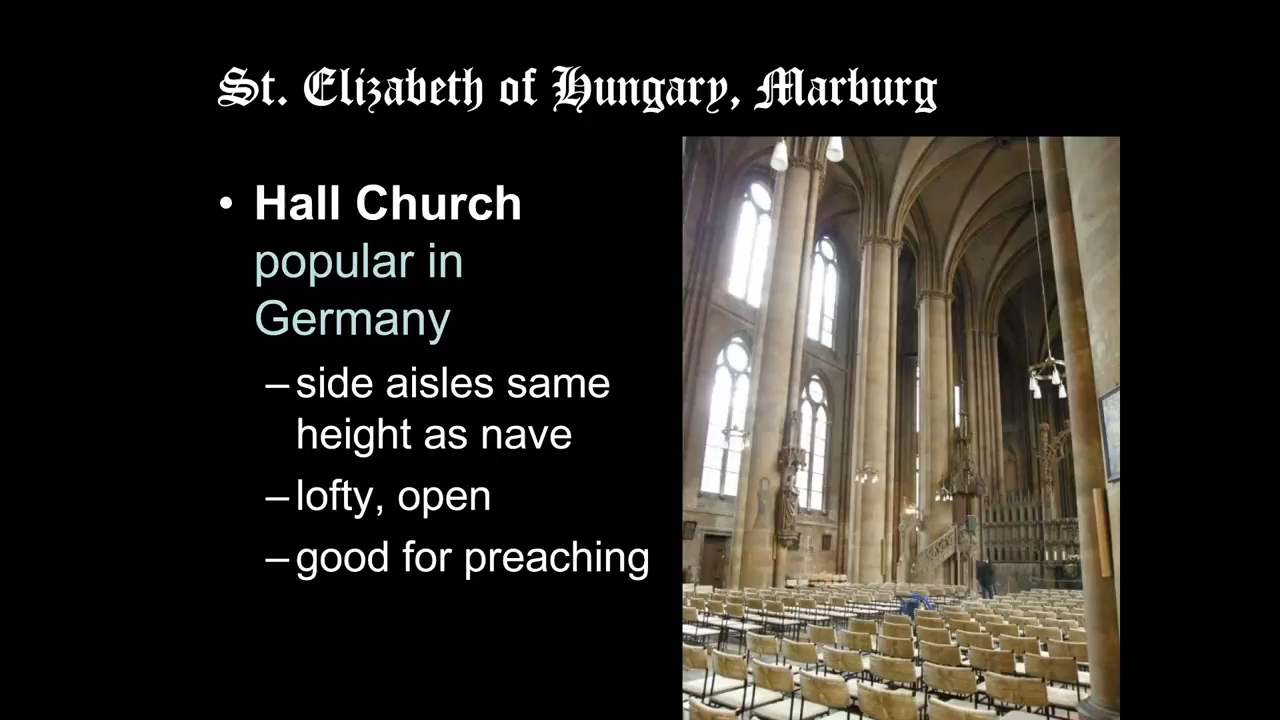 St. Elizabeth of Hungary, Marburg
• Hall Church
popular in
Germany
– side aisles same
height as nave
– lofty, open
– good for preaching